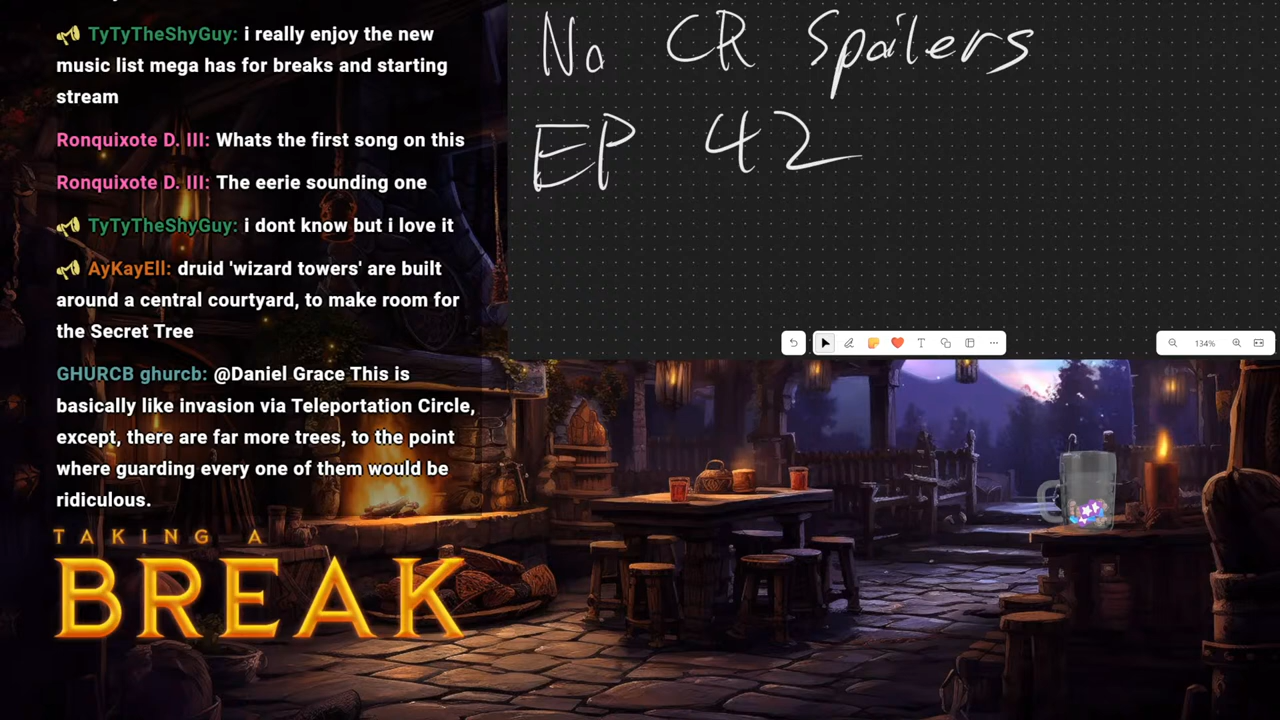 TyTyTheShyGuy: i really enjoy the new
music list mega has for breaks and starting
stream
Ronquixote D. III: Whats the first song on this
Ronquixote D. III: The eerie sounding one
TyTyTheShyGuy: i dont know but i love it
AyKayEll: druid 'wizard towers' are built
around a central courtyard, to make room for
the Secret Tree
GHURCB ghurcb: @Daniel Grace This is
basically like invasion via Teleportation Circle,
except, there are far more trees, to the point
where guarding every one of them would be
ridiculous.
TAKING A
BREAK
No CR Spoilers
EP 42
T
134%